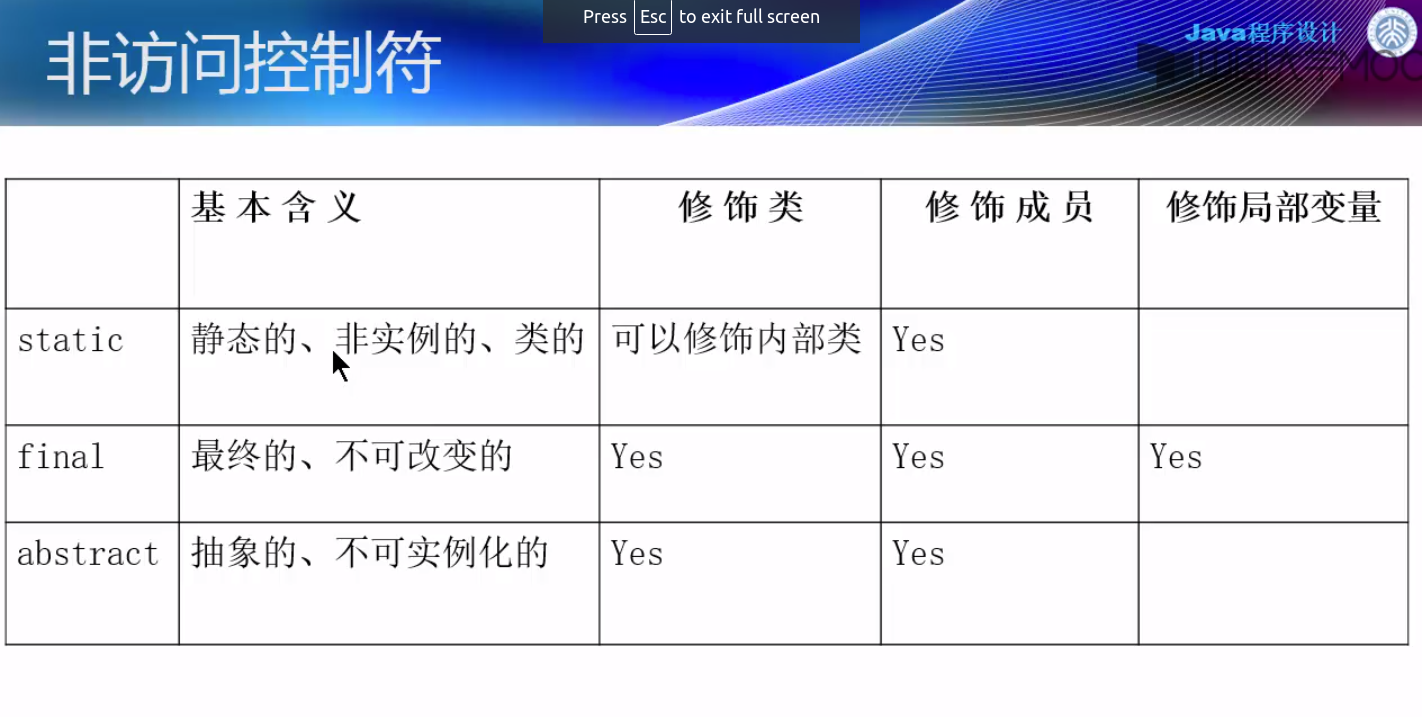 Press Esc to exit full screen
Java程序设计
非访问控制符
基本含义 修饰类 修饰成员 修饰局部变量
static 静态的、非实例的、类的 可以修饰内部类 Yes
final 最终的、不可改变的 Yes Yes Yes
abstract 抽象的、不可实例化的 Yes Yes